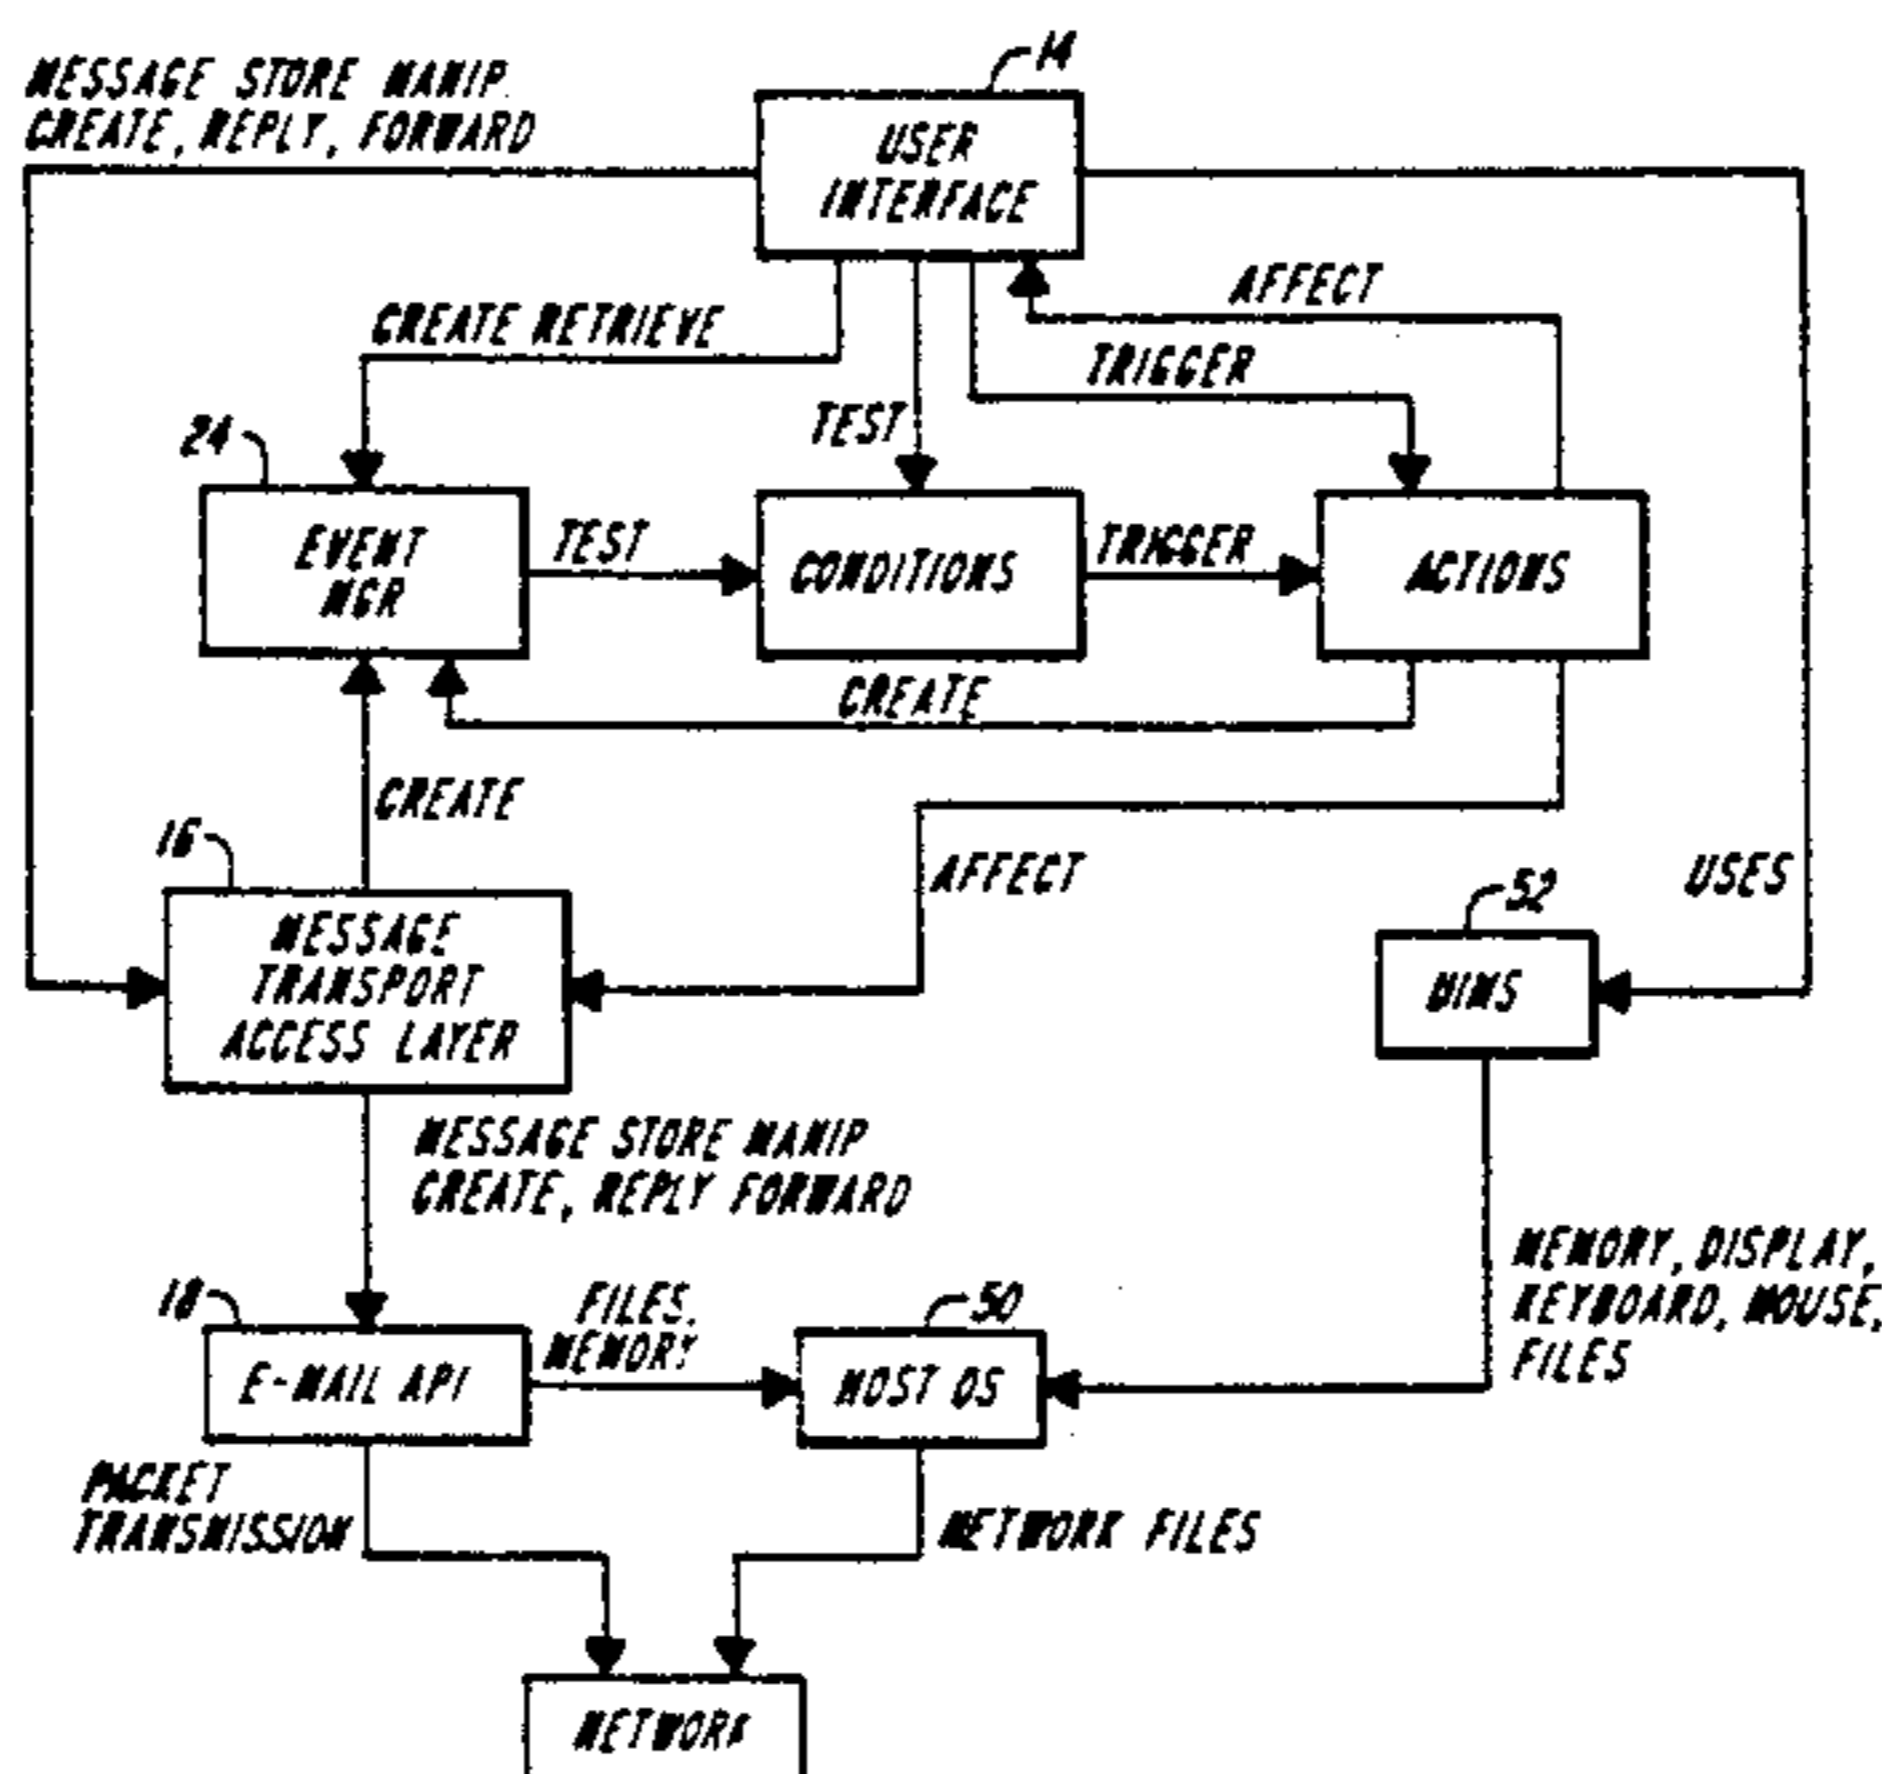 14
MESSAGE STORE MANIP.
CREATE, REPLY, FORWARD
USER
INTERFACE
AFFECT
CREATE RETRIEVE
TRIGGER
TEST
24
EVENT
MGR
TEST
CONDITIONS
TRIGGER
ACTIONS
CREATE
CREATE
16
AFFECT
USES
52
MESSAGE
TRANSPORT
ACCESS LAYER
MESSAGE STORE MANIP
CREATE, REPLY FORWARD
MEMORY, DISPLAY,
KEYBOARD, MOUSE,
FILES
18
FILES,
MEMORY
50
E-MAIL API
HOST OS
PACKET
TRANSMISSION
NETWORK FILES
NETWORK